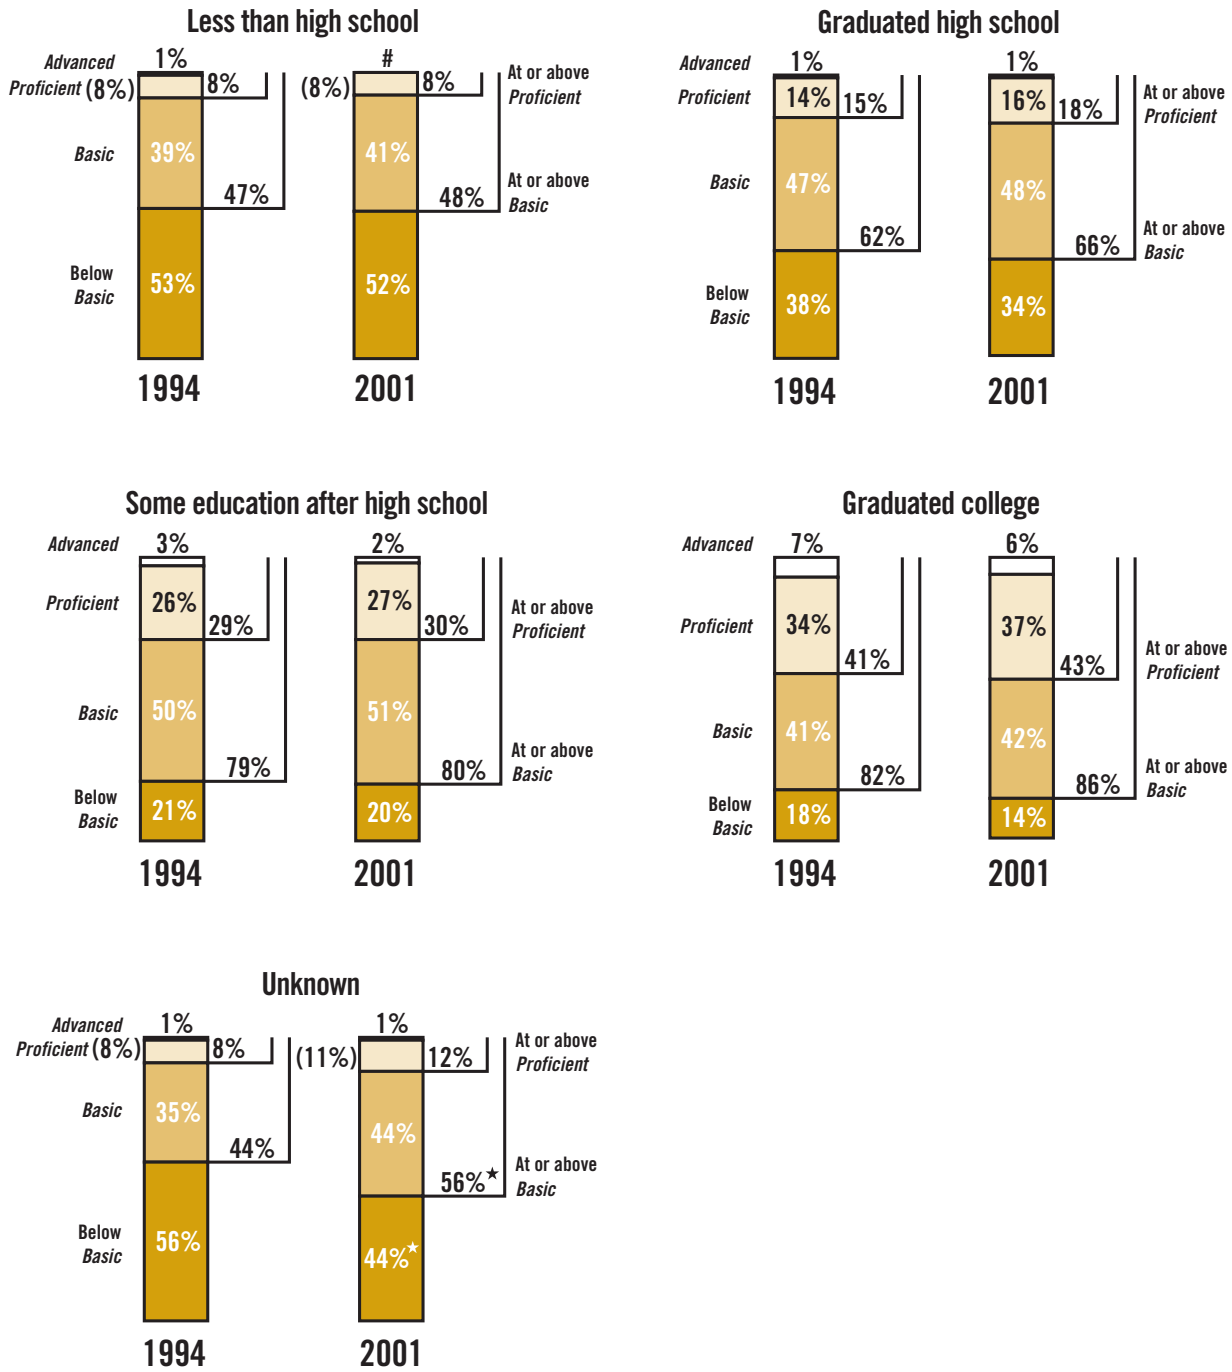 Less than high school
Advanced 1% #
Proficient (8%) 8% (8%) 8% At or above
Proficient
Basic 39% 41%
47% 48% At or above
Basic
Below
Basic 53% 52%
1994 2001
Graduated high school
Advanced 1% 1%
Proficient 14% 15% 16% 18% At or above
Proficient
Basic 47% 48%
62% 66% At or above
Basic
Below
Basic 38% 34%
1994 2001
Some education after high school
Advanced 3% 2%
Proficient 26% 27%
29% 30% At or above
Proficient
Basic 50% 51%
79% 80% At or above
Basic
Below
Basic 21% 20%
1994 2001
Graduated college
Advanced 7% 6%
Proficient 34% 37%
41% 43% At or above
Proficient
Basic 41% 42%
82% 86% At or above
Basic
Below
Basic 18% 14%
1994 2001
Unknown
Advanced 1% 1%
Proficient (8%) 8% (11%) 12% At or above
Proficient
Basic 35% 44%
44% 56%★ At or above
Basic
Below
Basic 56% 44%★
1994 2001